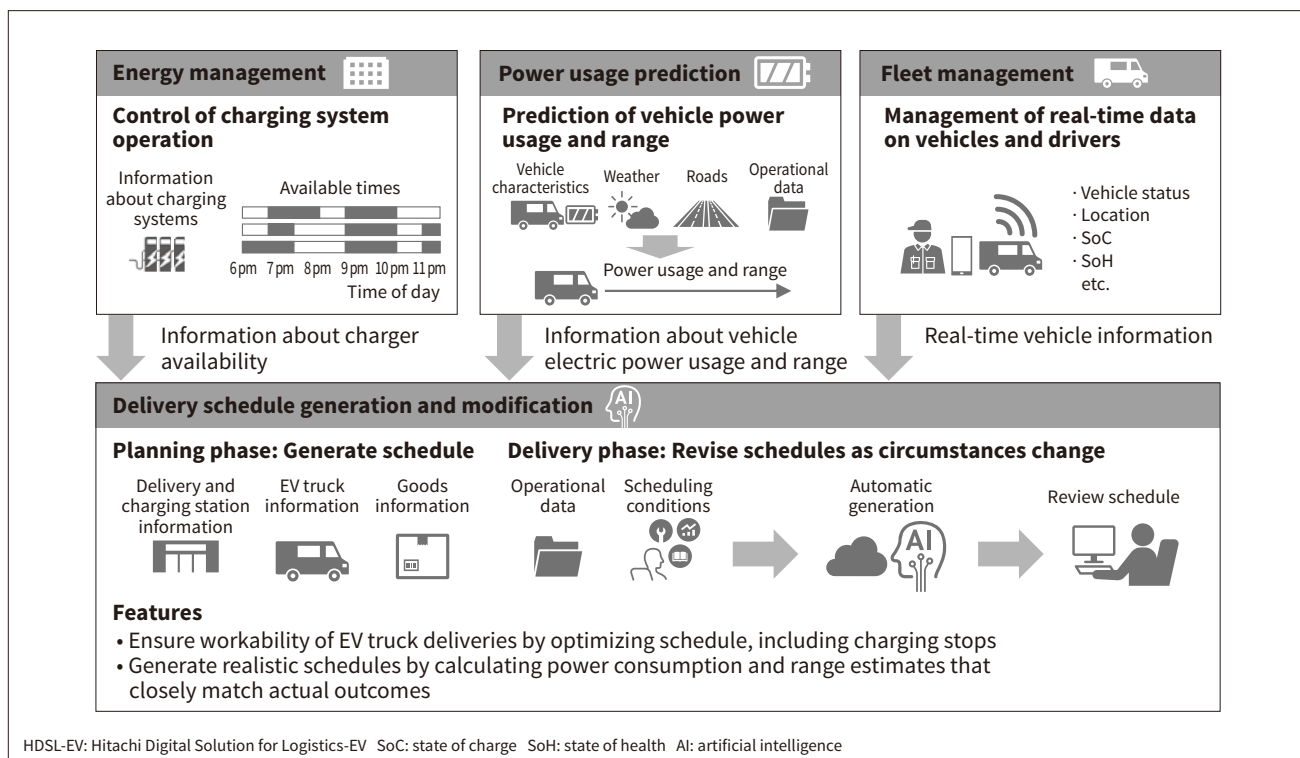 Energy management
Control of charging system
operation
Information
about charging
systems
Available times
6pm 7pm 8pm 9pm 10pm 11pm
Time of day
Power usage prediction
Prediction of vehicle power
usage and range
Vehicle
characteristics
Weather
Roads
Operational
data
Power usage and range
Fleet management
Management of real-time data
on vehicles and drivers
· Vehicle status
· Location
· SoC
· SoH
etc.
Information about charger
availability
Information about vehicle
electric power usage and range
Real-time vehicle information
Delivery schedule generation and modification
AI
Planning phase: Generate schedule
Delivery and
charging station
information
EV truck
information
Goods
information
Delivery phase: Revise schedules as circumstances change
Operational
data
Scheduling
conditions
Automatic
generation
AI
Review schedule
Features
• Ensure workability of EV truck deliveries by optimizing schedule, including charging stops
• Generate realistic schedules by calculating power consumption and range estimates that
closely match actual outcomes
HDSL-EV: Hitachi Digital Solution for Logistics-EV SoC: state of charge SoH: state of health AI: artificial intelligence